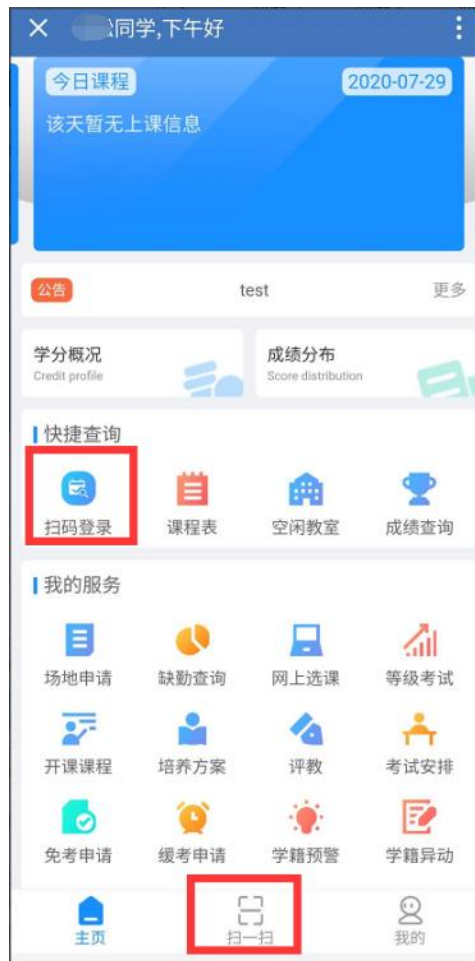 同学,下午好
今日课程
2020-07-29
该天暂无上课信息
公告
test
更多
学分概况
成绩分布
Credit profile
Score distribution
快捷查询
扫码登录
课程表
空闲教室
成绩查询
我的服务
场地申请
缺勤查询
网上选课
等级考试
开课课程
培养方案
评教
考试安排
免考申请
缓考申请
学籍预警
学籍异动
主页
扫一扫
我的